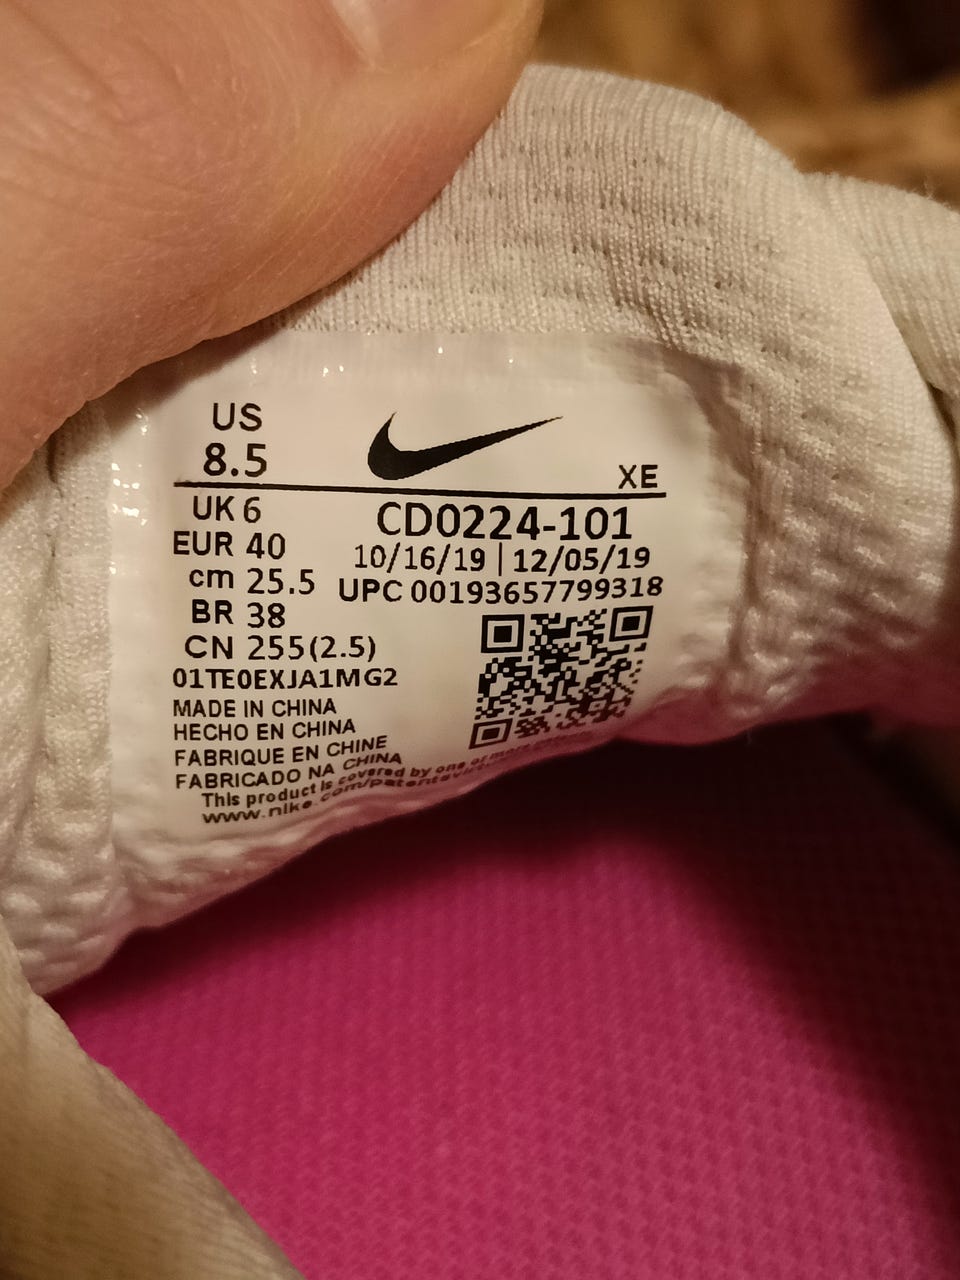 US
8.5
XE
UK 6
CD0224-101
EUR 40
10/16/19 | 12/05/19
cm 25.5
UPC 00193657799318
BR 38
CN 255(2.5)
01TE0EXJA1MG2
MADE IN CHINA
HECHO EN CHINA
FABRIQUE EN CHINE
FABRICADO NA CHINA
This product is covered by one or more
www.nike.com/patents